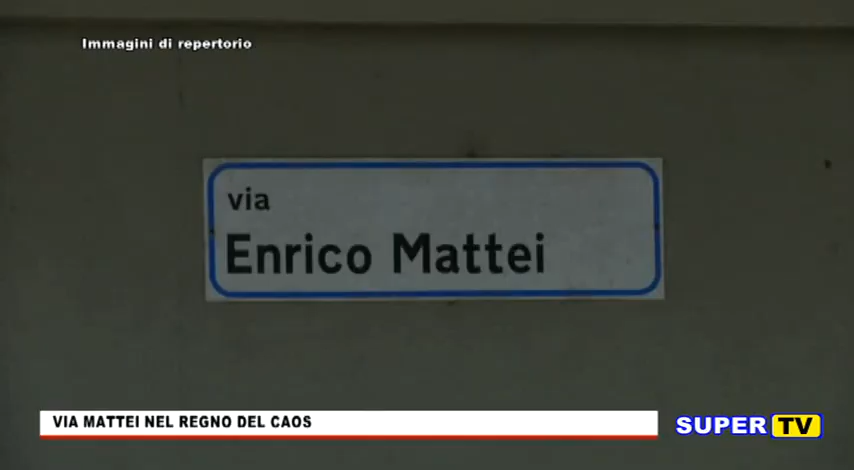 Immagini di repertorio
via
Enrico Mattei
VIA MATTEI NEL REGNO DEL CAOS
SUPER TV